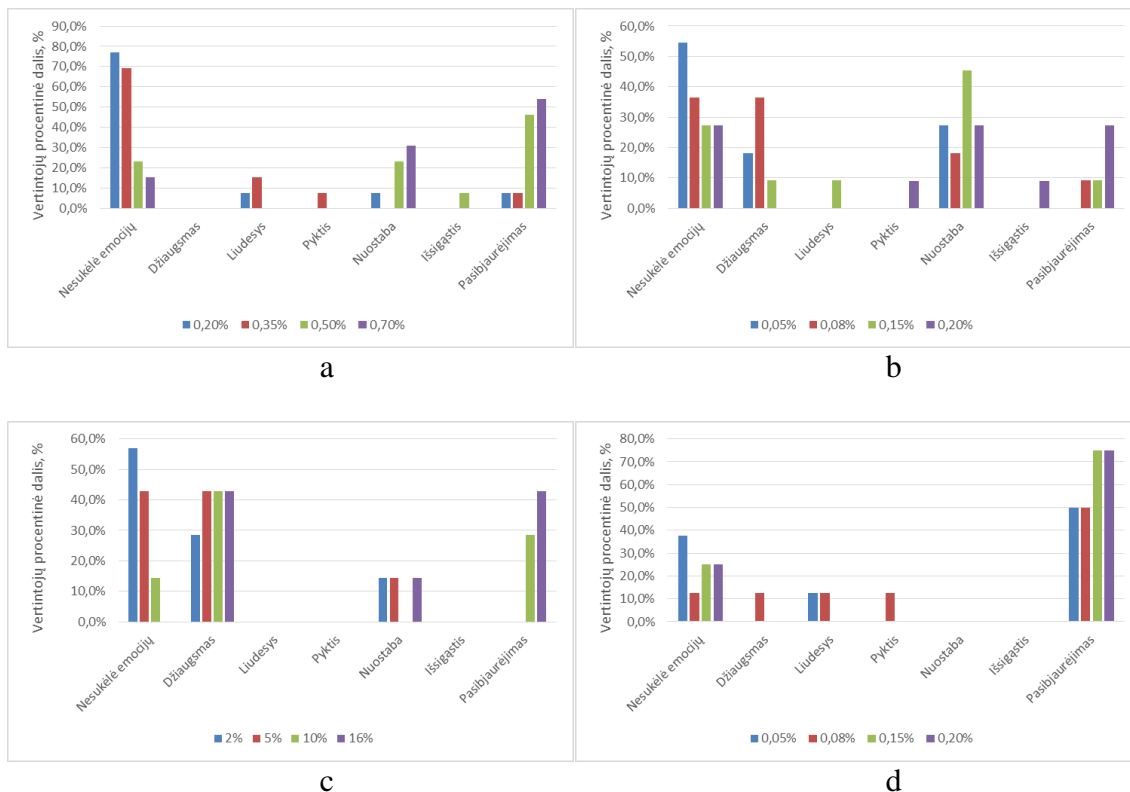 Vertintojų procentinė dalis, %
90,0%
80,0%
70,0%
60,0%
50,0%
40,0%
30,0%
20,0%
10,0%
0,0%
Nesukėlė emocijų
Džiaugsmas
Liudesys
Pyktis
Nuostaba
Išsigąstis
Pasibjaurėjimas
0,20% 0,35% 0,50% 0,70%
a
Vertintojų procentinė dalis, %
60,0%
50,0%
40,0%
30,0%
20,0%
10,0%
0,0%
Nesukėlė emocijų
Džiaugsmas
Liudesys
Pyktis
Nuostaba
Išsigąstis
Pasibjaurėjimas
0,05% 0,08% 0,15% 0,20%
b
Vertintojų procentinė dalis, %
60,0%
50,0%
40,0%
30,0%
20,0%
10,0%
0,0%
Nesukėlė emocijų
Džiaugsmas
Liudesys
Pyktis
Nuostaba
Išsigąstis
Pasibjaurėjimas
2% 5% 10% 16%
c
Vertintojų procentinė dalis, %
80,0%
70,0%
60,0%
50,0%
40,0%
30,0%
20,0%
10,0%
0,0%
Nesukėlė emocijų
Džiaugsmas
Liudesys
Pyktis
Nuostaba
Išsigąstis
Pasibjaurėjimas
0,05% 0,08% 0,15% 0,20%
d